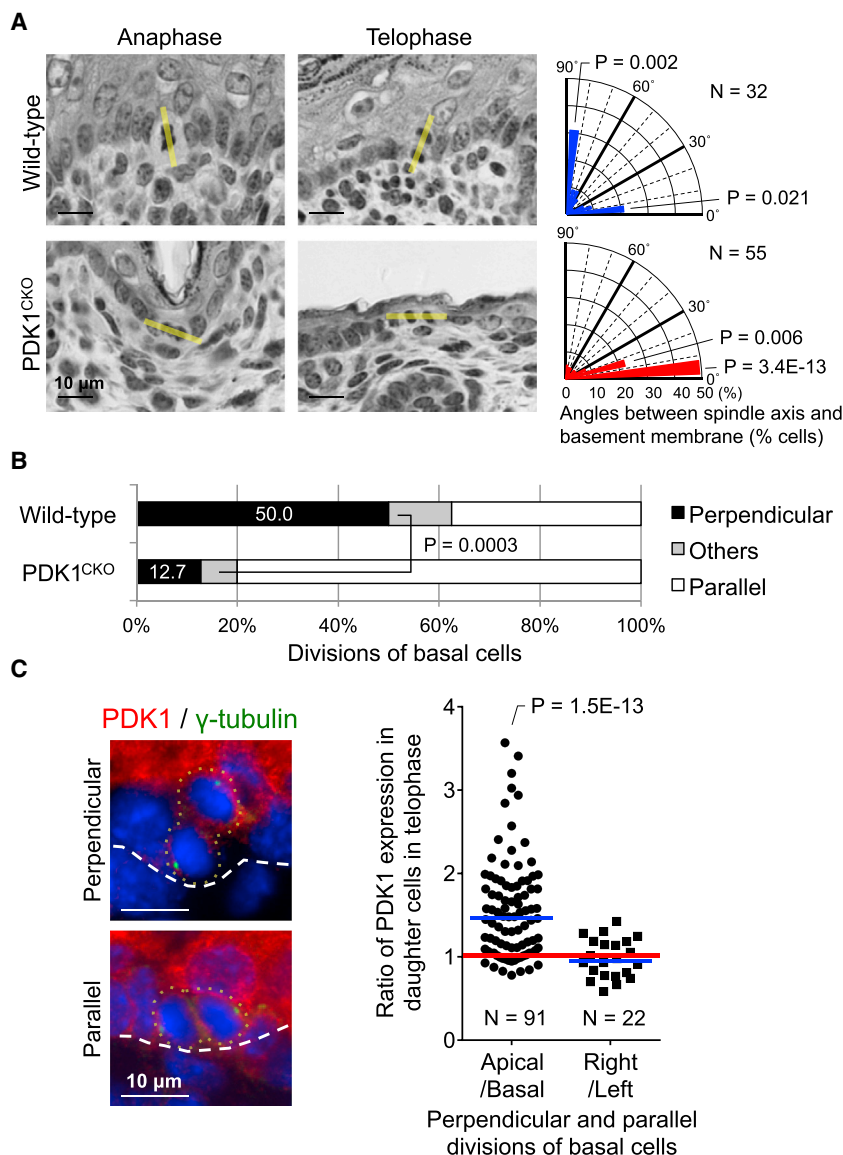 A
Anaphase
Telophase
Wild-type
PDK1CKO
10 μm
90°
60°
30°
0°
P = 0.002
N = 32
P = 0.021
90°
60°
30°
0°
N = 55
P = 0.006
P = 3.4E-13
0 10 20 30 40 50 (%)
Angles between spindle axis and
basement membrane (% cells)
B
Wild-type
50.0
PDK1CKO
12.7
P = 0.0003
Perpendicular
Others
Parallel
0% 20% 40% 60% 80% 100%
Divisions of basal cells
C
PDK1 / γ-tubulin
Perpendicular
Parallel
10 μm
Ratio of PDK1 expression in
daughter cells in telophase
4
3
2
1
0
P = 1.5E-13
N = 91
N = 22
Apical
/Basal
Right
/Left
Perpendicular and parallel
divisions of basal cells